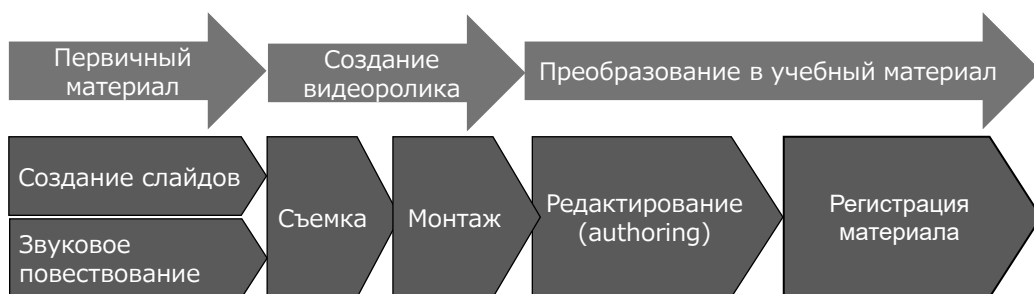 Первичный
материал
Создание
видеоролика
Преобразование в учебный материал
Создание слайдов
Звуковое
повествование
Съемка
Монтаж
Редактирование
(authoring)
Регистрация
материала